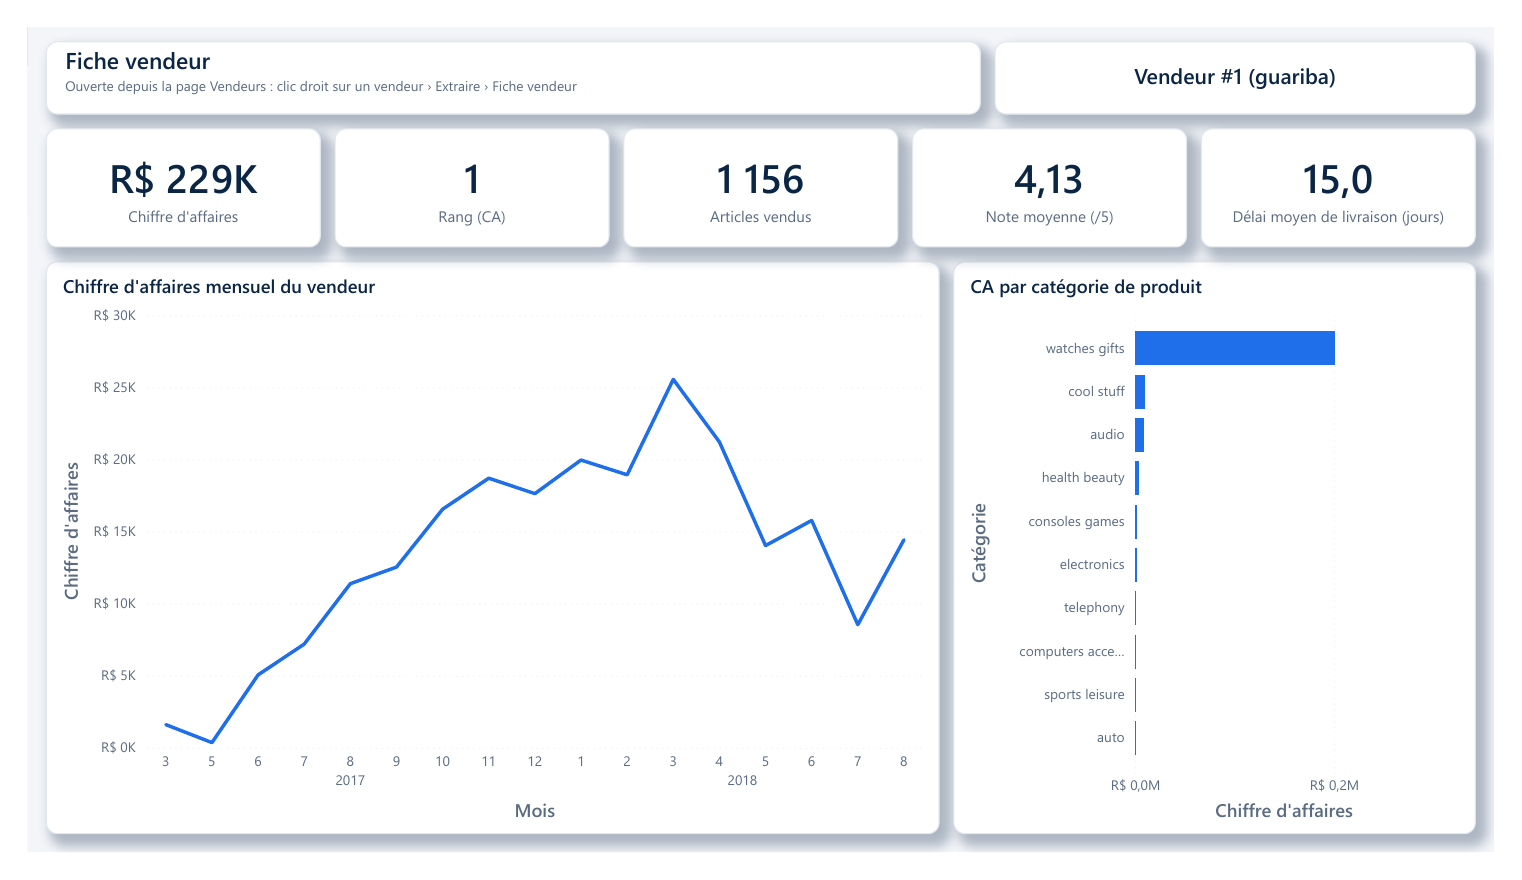 Fiche vendeur
Ouverte depuis la page Vendeurs : clic droit sur un vendeur › Extraire › Fiche vendeur
Vendeur #1 (guariba)
R$ 229K
Chiffre d'affaires
1
Rang (CA)
1 156
Articles vendus
4,13
Note moyenne (/5)
15,0
Délai moyen de livraison (jours)
Chiffre d'affaires mensuel du vendeur
Chiffre d'affaires
R$ 30K
R$ 25K
R$ 20K
R$ 15K
R$ 10K
R$ 5K
R$ 0K
3 5 6 7 8 9 10 11 12 1 2 3 4 5 6 7 8
2017 2018
Mois
CA par catégorie de produit
Catégorie
watches gifts
cool stuff
audio
health beauty
consoles games
electronics
telephony
computers acce...
sports leisure
auto
R$ 0,0M R$ 0,2M
Chiffre d'affaires